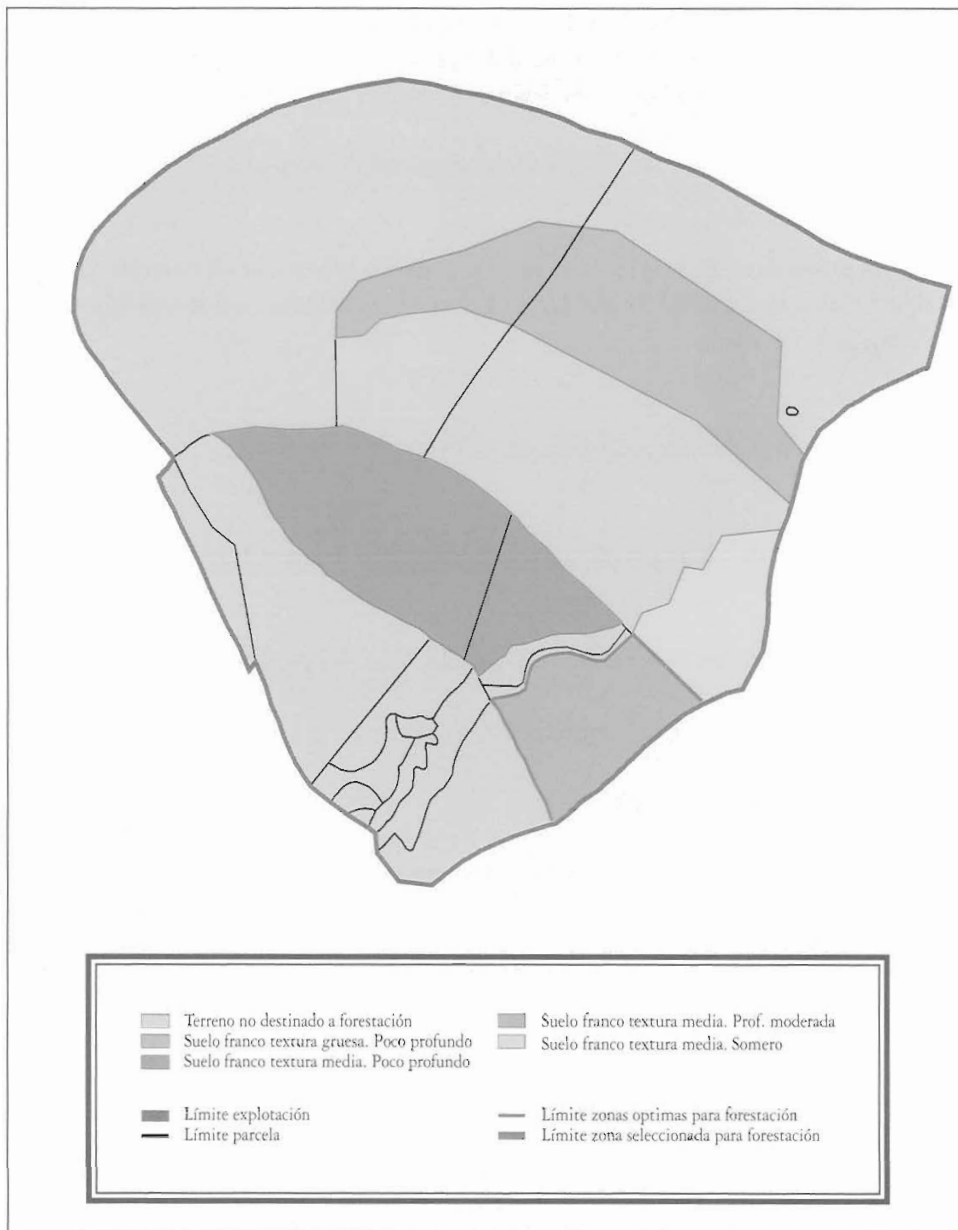 Terreno no destinado a forestación
Suelo franco textura gruesa. Poco profundo
Suelo franco textura media. Poco profundo
Suelo franco textura media. Prof. moderada
Suelo franco textura media. Somero
Límite explotación
Límite parcela
Límite zonas optimas para forestación
Límite zona seleccionada para forestación